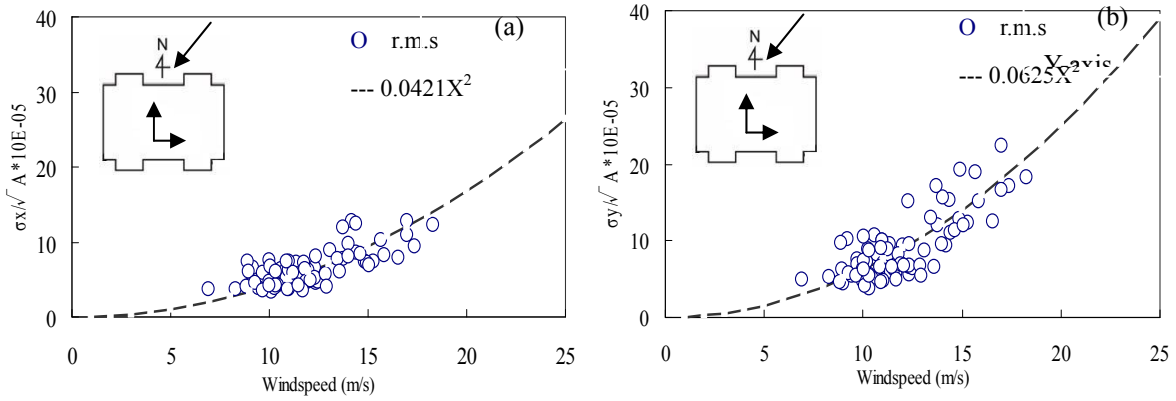 (a)
N
O r.m.s
--- 0.0421X²
40
30
20
10
0
0 5 10 15 20 25
σx/√ A *10E-05
Windspeed (m/s)
(b)
N
O r.m.s
--- 0.0625X²
40
30
20
10
0
0 5 10 15 20 25
σy/√ A *10E-05
Windspeed (m/s)